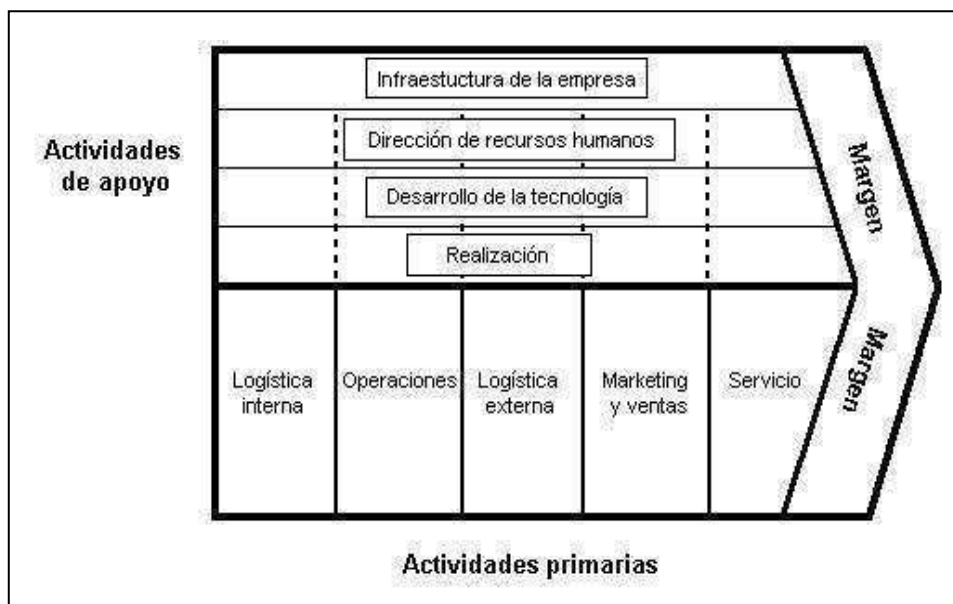 Infraestuctura de la empresa
Dirección de recursos humanos
Actividades
de apoyo
Desarrollo de la tecnología
Realización
Margen
Margen
Logística
interna
Operaciones
Logística
externa
Marketing
y ventas
Servicio
Actividades primarias